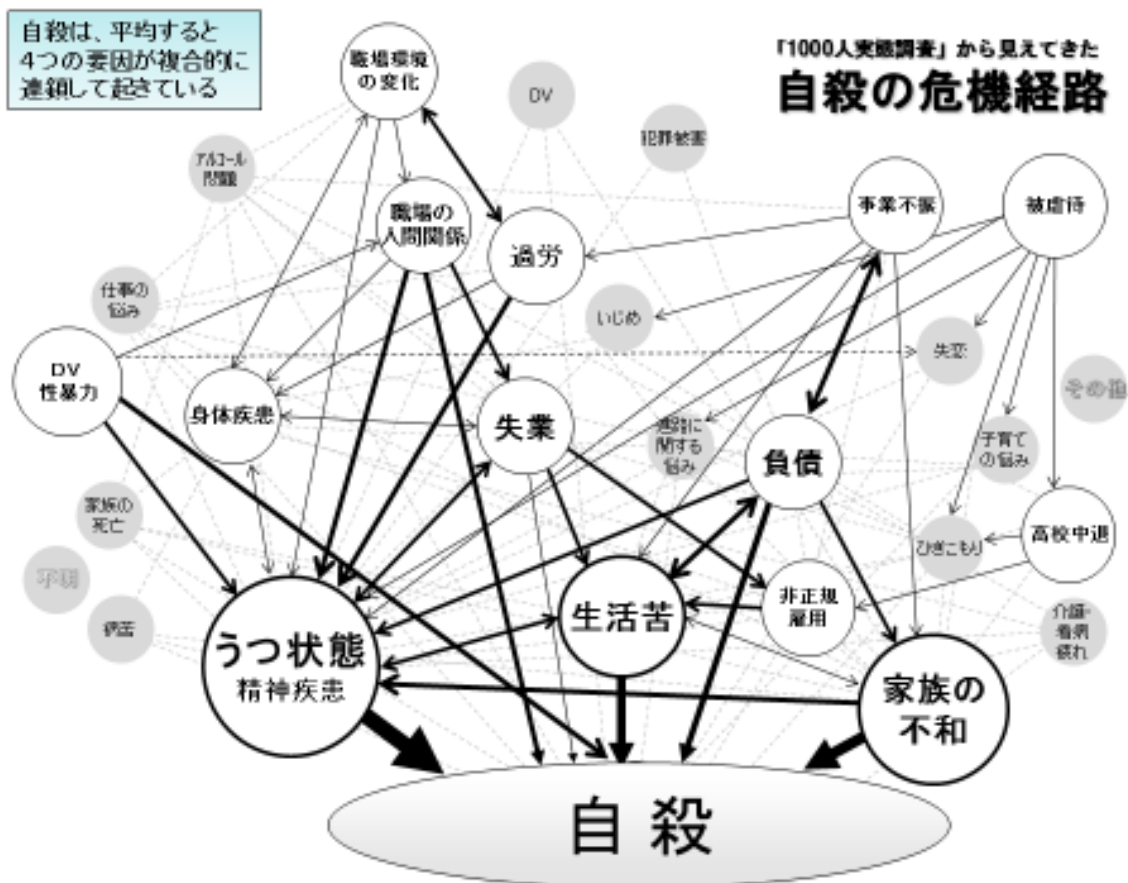 自殺は、平均すると
4つの要因が複合的に
連鎖して起きている
「1000人実態調査」から見えてきた
自殺の危機経路
職場環境
の変化
DV
犯罪被害
アルコール
問題
職場の
人間関係
過労
事業不振
被虐待
仕事の
悩み
いじめ
失恋
DV
性暴力
その他
身体疾患
失業
進路に
関する
悩み
負債
子育て
の悩み
家族の
死亡
ひきこもり
高校中退
不明
病苦
うつ状態
精神疾患
生活苦
非正規
雇用
介護・
看病
疲れ
家族の
不和
自殺